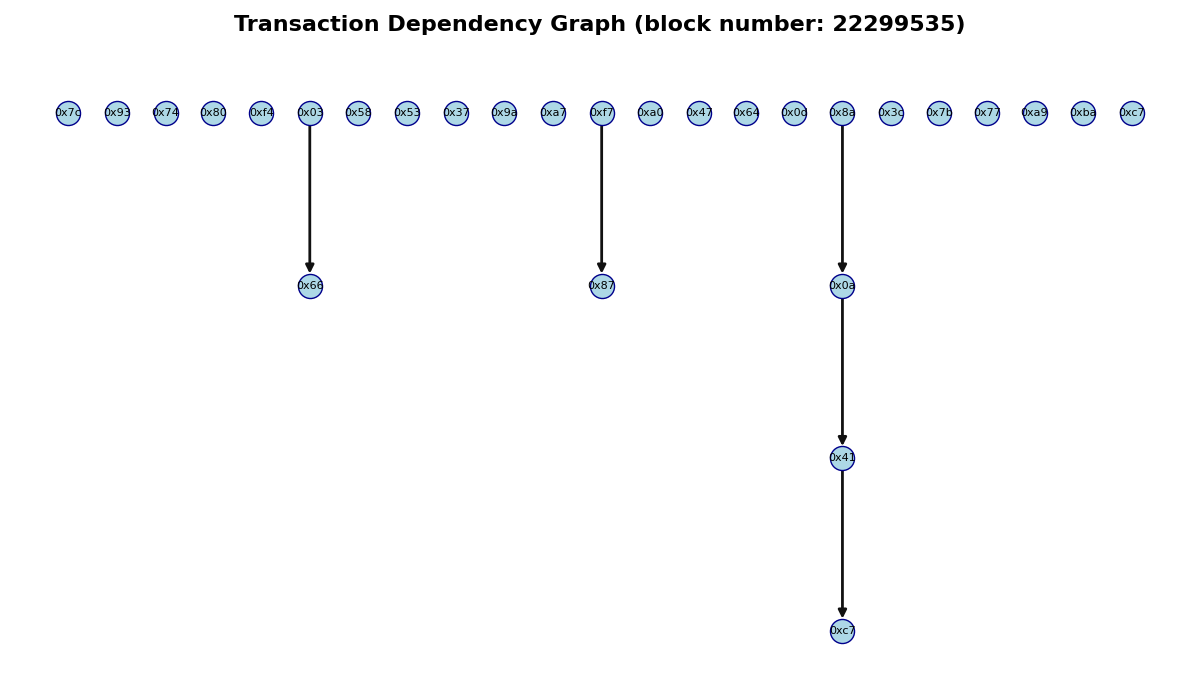 Transaction Dependency Graph (block number: 22299535)
0x7c 0x93 0x74 0x80 0xf4 0x03 0x58 0x53 0x37 0x9a 0xa7 0xf7 0xa0 0x47 0x64 0x0d 0x8a 0x3c 0x7b 0x77 0xa9 0xba 0xc7
0x66 0x87 0x0a
0x41
0xc7